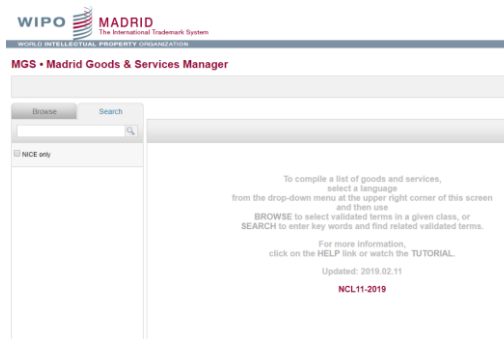 WIPO
MADRID
The International Trademark System
WORLD INTELLECTUAL PROPERTY ORGANIZATION
MGS • Madrid Goods & Services Manager
Browse
Search
NICE only
To compile a list of goods and services,
select a language
from the drop-down menu at the upper right corner of this screen
and then use
BROWSE to select validated terms in a given class, or
SEARCH to enter key words and find related validated terms.
For more information,
click on the HELP link or watch the TUTORIAL.
Updated: 2019.02.11
NCL11-2019